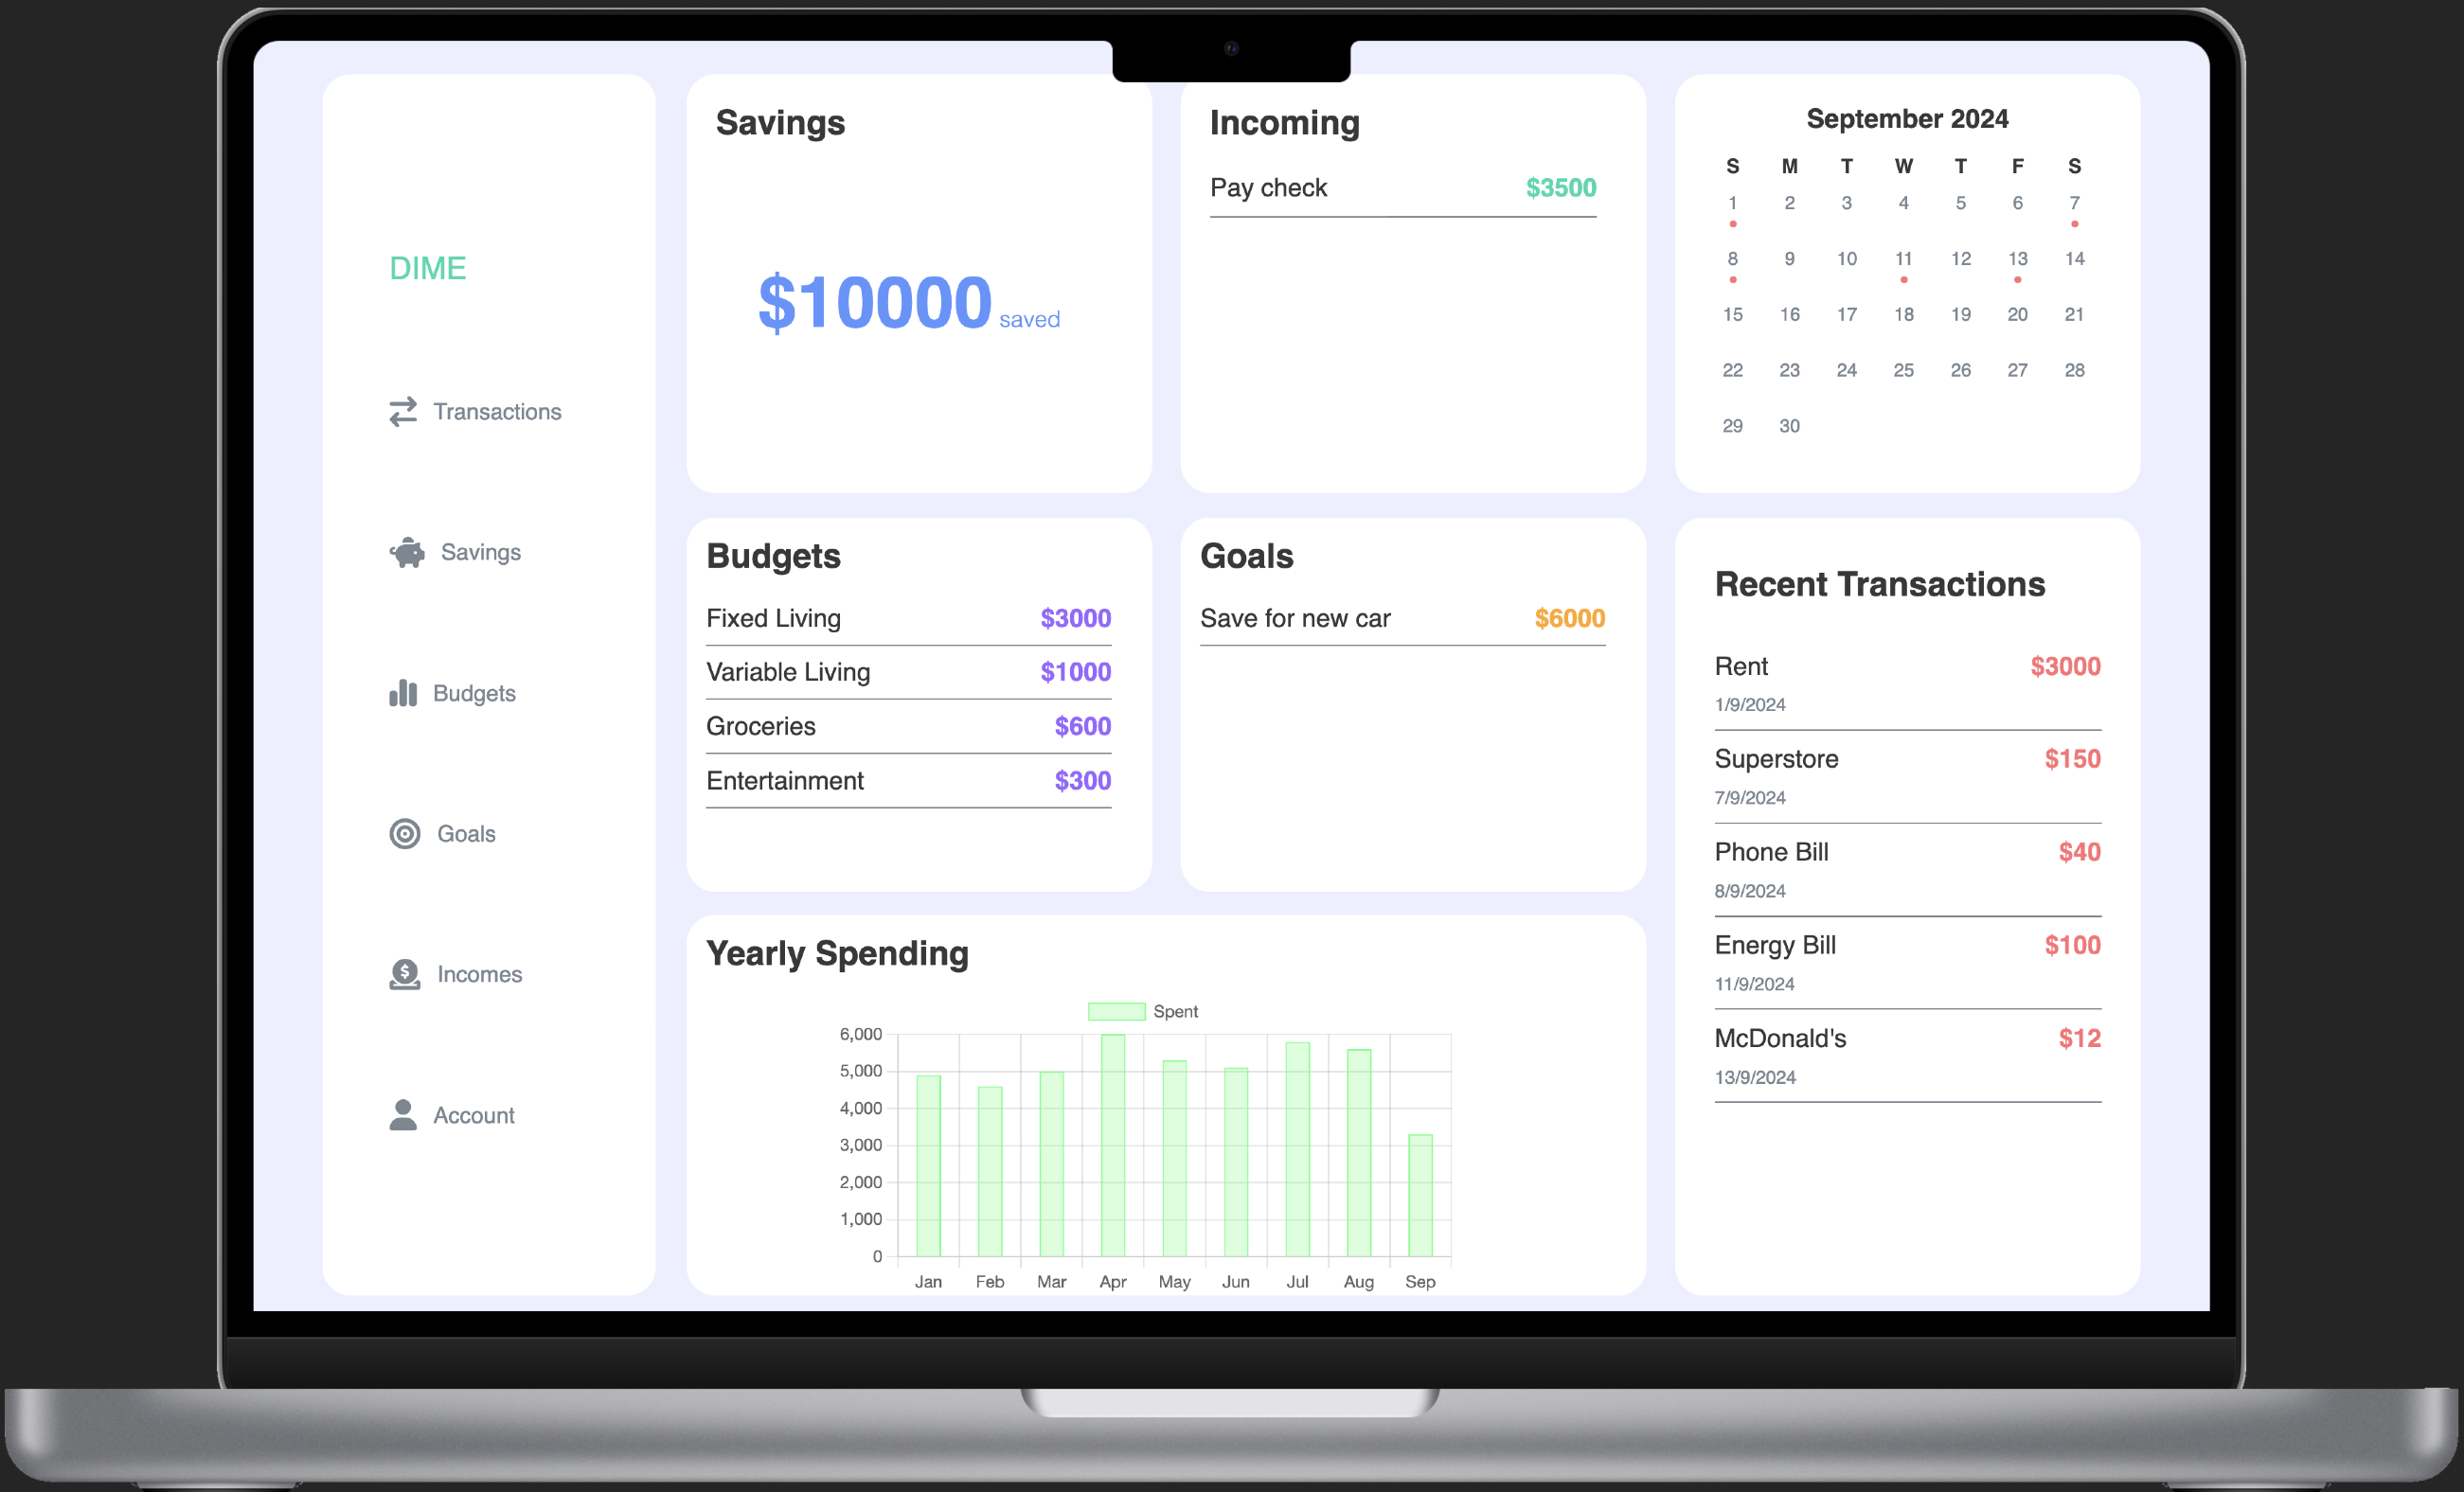 DIME
Transactions
Savings
Budgets
Goals
Incomes
Account
Savings
$10000 saved
Incoming
Pay check $3500
September 2024
S M T W T F S
1 2 3 4 5 6 7
8 9 10 11 12 13 14
15 16 17 18 19 20 21
22 23 24 25 26 27 28
29 30
Budgets
Fixed Living $3000
Variable Living $1000
Groceries $600
Entertainment $300
Goals
Save for new car $6000
Recent Transactions
Rent $3000
1/9/2024
Superstore $150
7/9/2024
Phone Bill $40
8/9/2024
Energy Bill $100
11/9/2024
McDonald's $12
13/9/2024
Yearly Spending
Spent
6,000
5,000
4,000
3,000
2,000
1,000
0
Jan Feb Mar Apr May Jun Jul Aug Sep